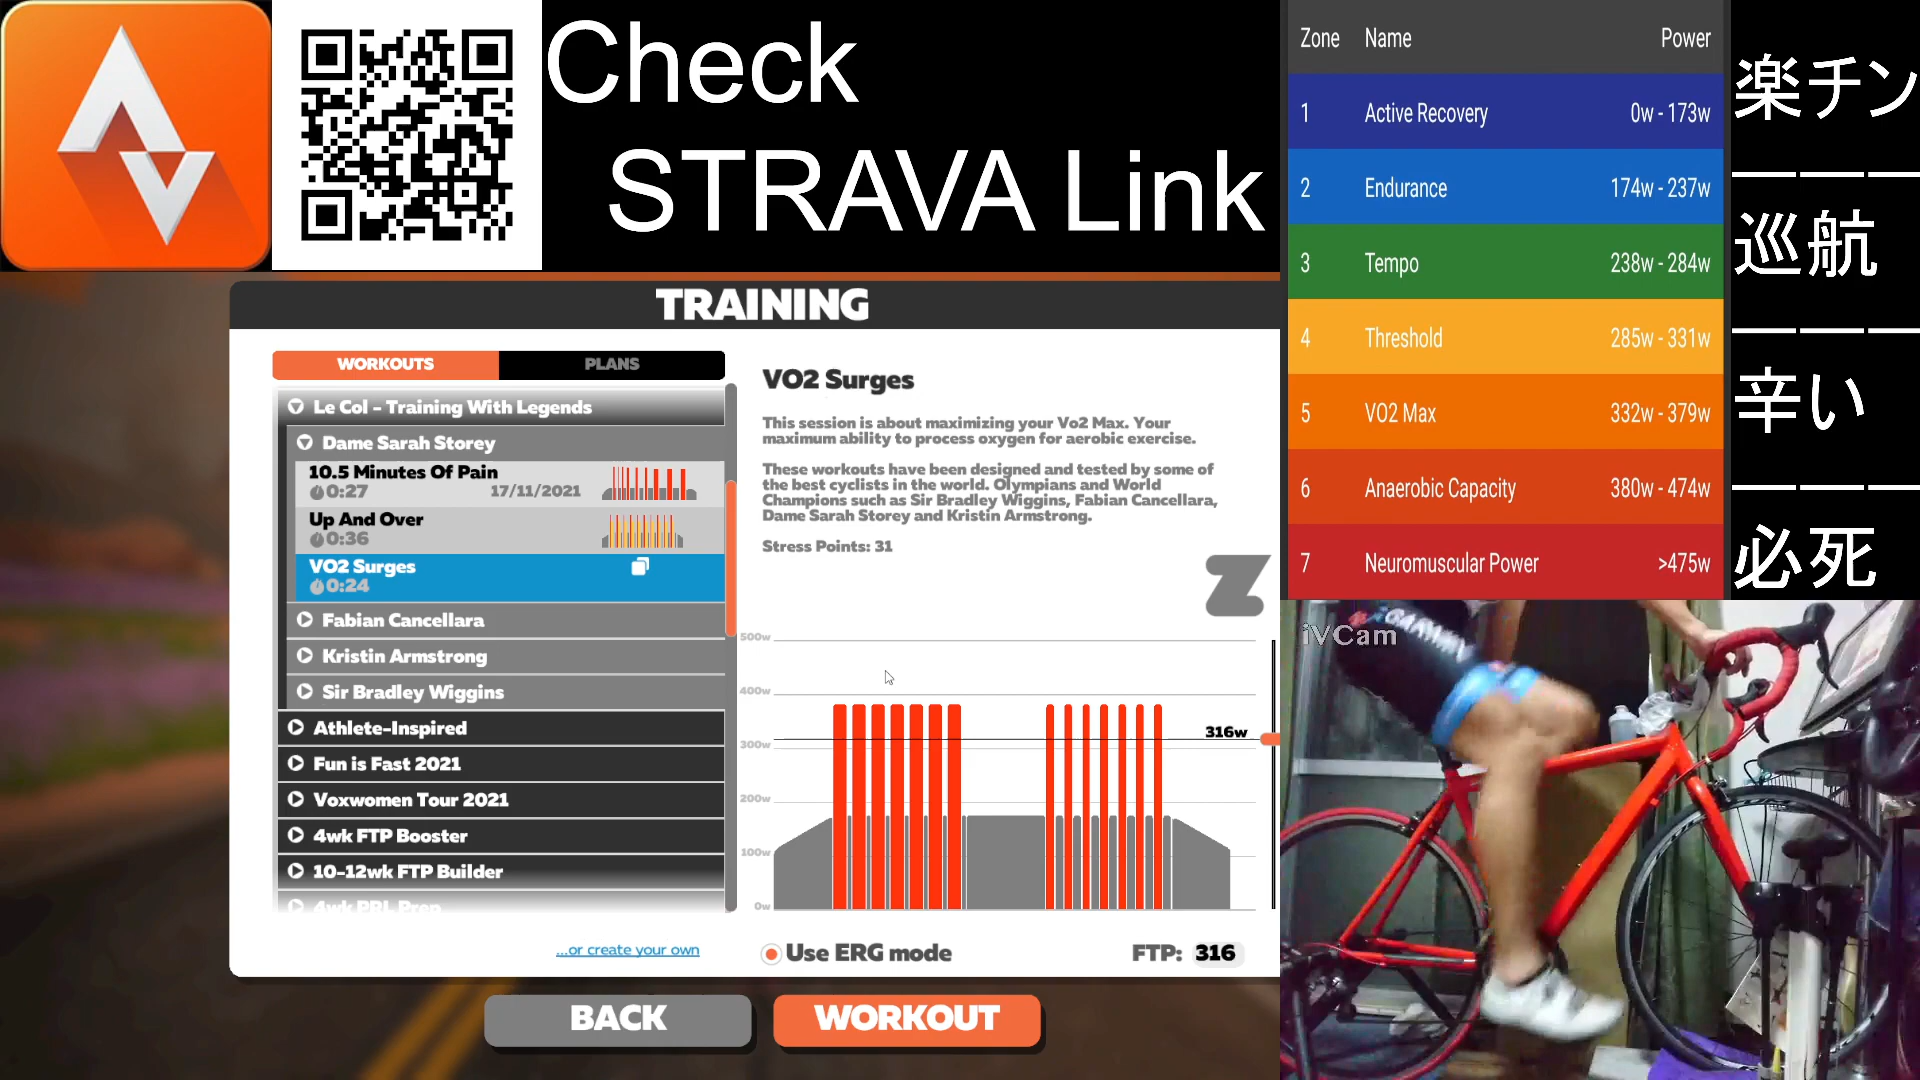 Check
STRAVA Link
TRAINING
WORKOUTS PLANS
Le Col - Training With Legends
Dame Sarah Storey
10.5 Minutes Of Pain
0:27 17/11/2021
Up And Over
0:36
VO2 Surges
0:24
Fabian Cancellara
Kristin Armstrong
Sir Bradley Wiggins
Athlete-Inspired
Fun is Fast 2021
Voxwomen Tour 2021
4wk FTP Booster
10-12wk FTP Builder
4wk PRL Prep
...or create your own
VO2 Surges
This session is about maximizing your Vo2 Max. Your
maximum ability to process oxygen for aerobic exercise.
These workouts have been designed and tested by some of
the best cyclists in the world. Olympians and World
Champions such as Sir Bradley Wiggins, Fabian Cancellara,
Dame Sarah Storey and Kristin Armstrong.
Stress Points: 31
500w
400w
316w
300w
200w
100w
0w
Use ERG mode FTP: 316
BACK WORKOUT
Zone Name Power
1 Active Recovery 0w - 173w
2 Endurance 174w - 237w
3 Tempo 238w - 284w
4 Threshold 285w - 331w
5 VO2 Max 332w - 379w
6 Anaerobic Capacity 380w - 474w
7 Neuromuscular Power >475w
楽チン
巡航
辛い
必死
iVCam
GARMIN